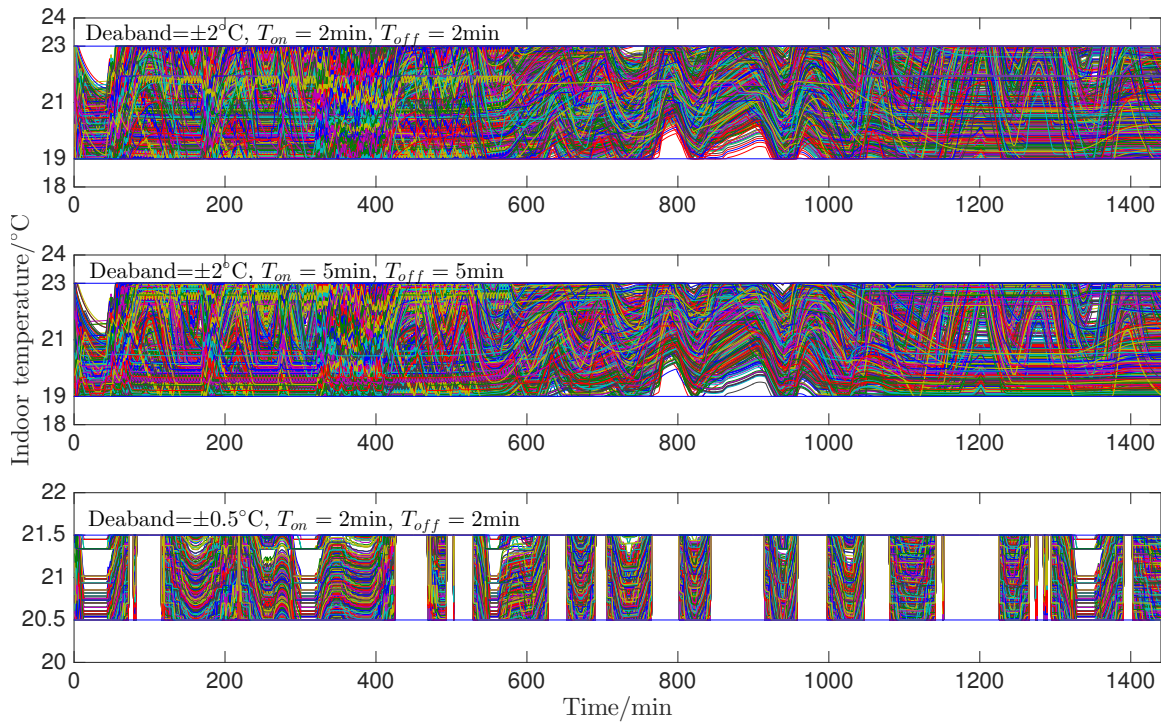 24
Deaband=±2°C, T_on = 2min, T_off = 2min
23
21
19
18
0 200 400 600 800 1000 1200 1400
24
Deaband=±2°C, T_on = 5min, T_off = 5min
23
21
19
18
0 200 400 600 800 1000 1200 1400
Indoor temperature/°C
22
Deaband=±0.5°C, T_on = 2min, T_off = 2min
21.5
20.5
20
0 200 400 600 800 1000 1200 1400
Time/min